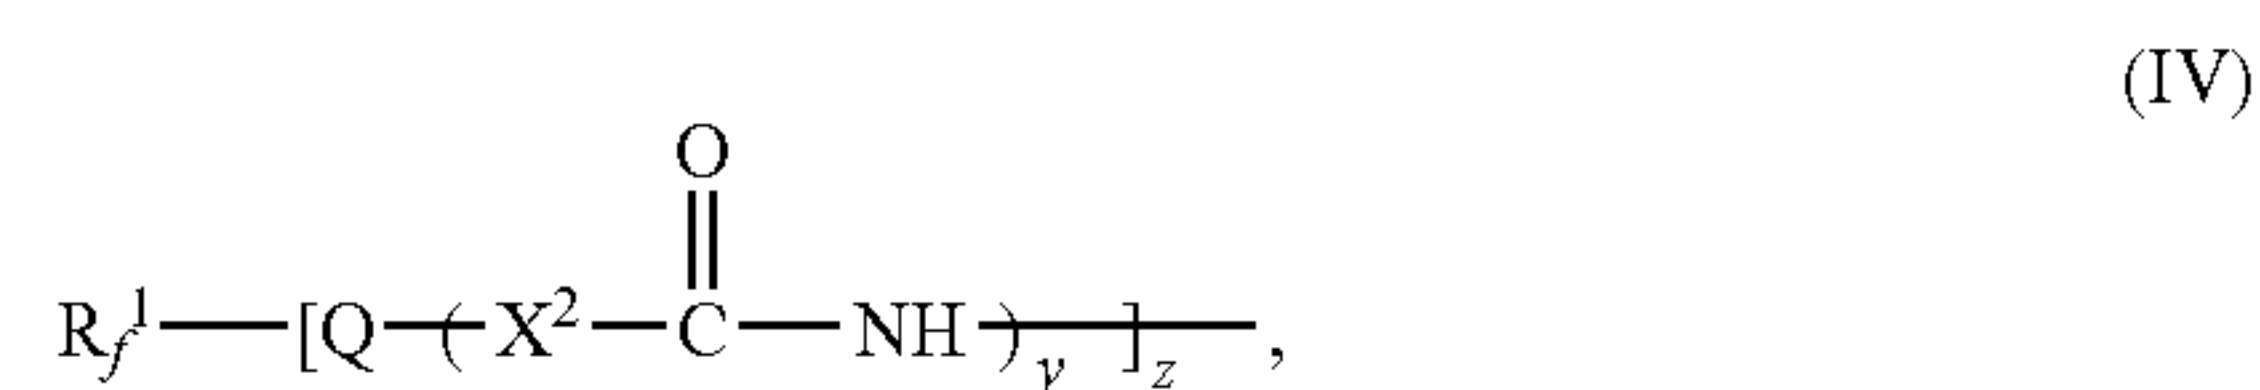 (IV)
O
R_f^1—[Q—(X^2—C—NH)_y—]_z—,